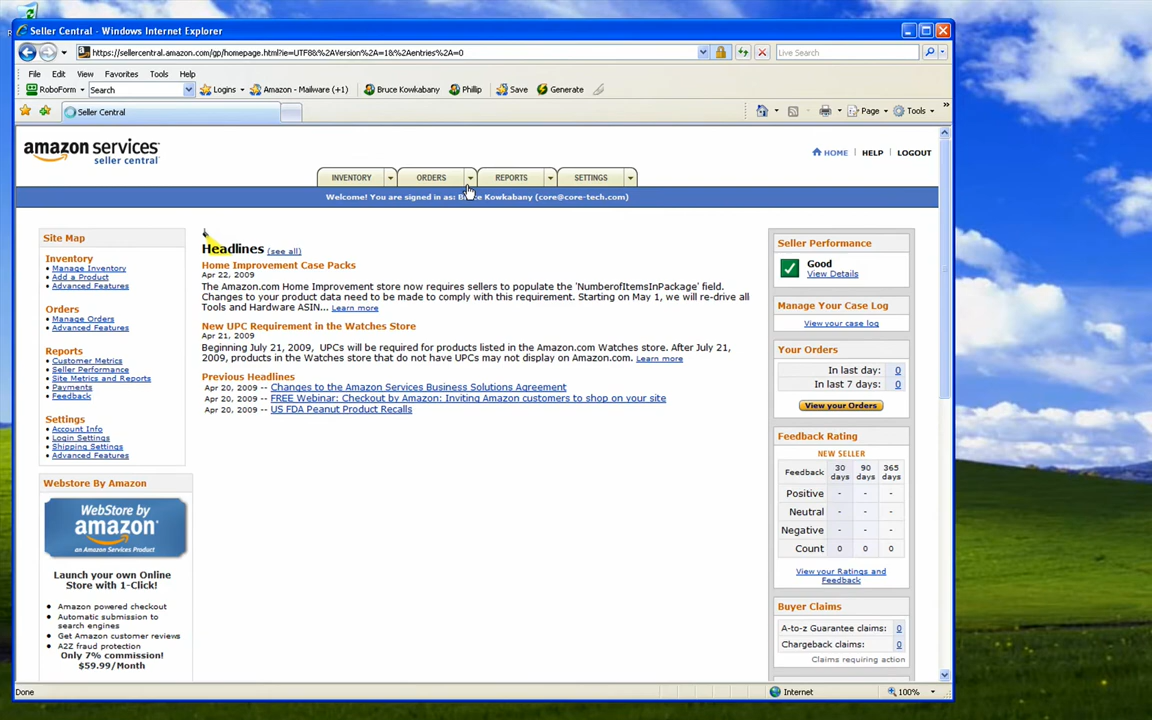 Seller Central - Windows Internet Explorer
https://sellercentral.amazon.com/gp/homepage.html?ie=UTF8&%2AVersion%2A=1&%2Aentries%2A=0
Live Search
File Edit View Favorites Tools Help
RoboForm Search Logins Amazon - Mailware (+1) Bruce Kowkabany Phillip Save Generate
Seller Central
Page Tools
amazon services
seller central
HOME | HELP | LOGOUT
INVENTORY ORDERS REPORTS SETTINGS
Welcome! You are signed in as: Bruce Kowkabany (core@core-tech.com)
Site Map
Inventory
Manage Inventory
Add a Product
Advanced Features
Orders
Manage Orders
Advanced Features
Reports
Customer Metrics
Seller Performance
Site Metrics and Reports
Payments
Feedback
Settings
Account Info
Login Settings
Shipping Settings
Advanced Features
Webstore By Amazon
WebStore by
amazon
an Amazon Services Product
Launch your own Online
Store with 1-Click!
Amazon powered checkout
Automatic submission to
search engines
Get Amazon customer reviews
A2Z fraud protection
Only 7% commission!
$59.99/Month
Headlines (see all)
Home Improvement Case Packs
Apr 22, 2009
The Amazon.com Home Improvement store now requires sellers to populate the 'NumberofItemsInPackage' field.
Changes to your product data need to be made to comply with this requirement. Starting on May 1, we will re-drive all
Tools and Hardware ASIN... Learn more
New UPC Requirement in the Watches Store
Apr 21, 2009
Beginning July 21, 2009, UPCs will be required for products listed in the Amazon.com Watches store. After July 21,
2009, products in the Watches store that do not have UPCs may not display on Amazon.com. Learn more
Previous Headlines
Apr 20, 2009 -- Changes to the Amazon Services Business Solutions Agreement
Apr 20, 2009 -- FREE Webinar: Checkout by Amazon: Inviting Amazon customers to shop on your site
Apr 20, 2009 -- US FDA Peanut Product Recalls
Seller Performance
Good
View Details
Manage Your Case Log
View your case log
Your Orders
In last day: 0
In last 7 days: 0
View your Orders
Feedback Rating
NEW SELLER
Feedback 30 days 90 days 365 days
Positive - - -
Neutral - - -
Negative - - -
Count 0 0 0
View your Ratings and
Feedback
Buyer Claims
A-to-z Guarantee claims: 0
Chargeback claims: 0
Claims requiring action
Done Internet 100%